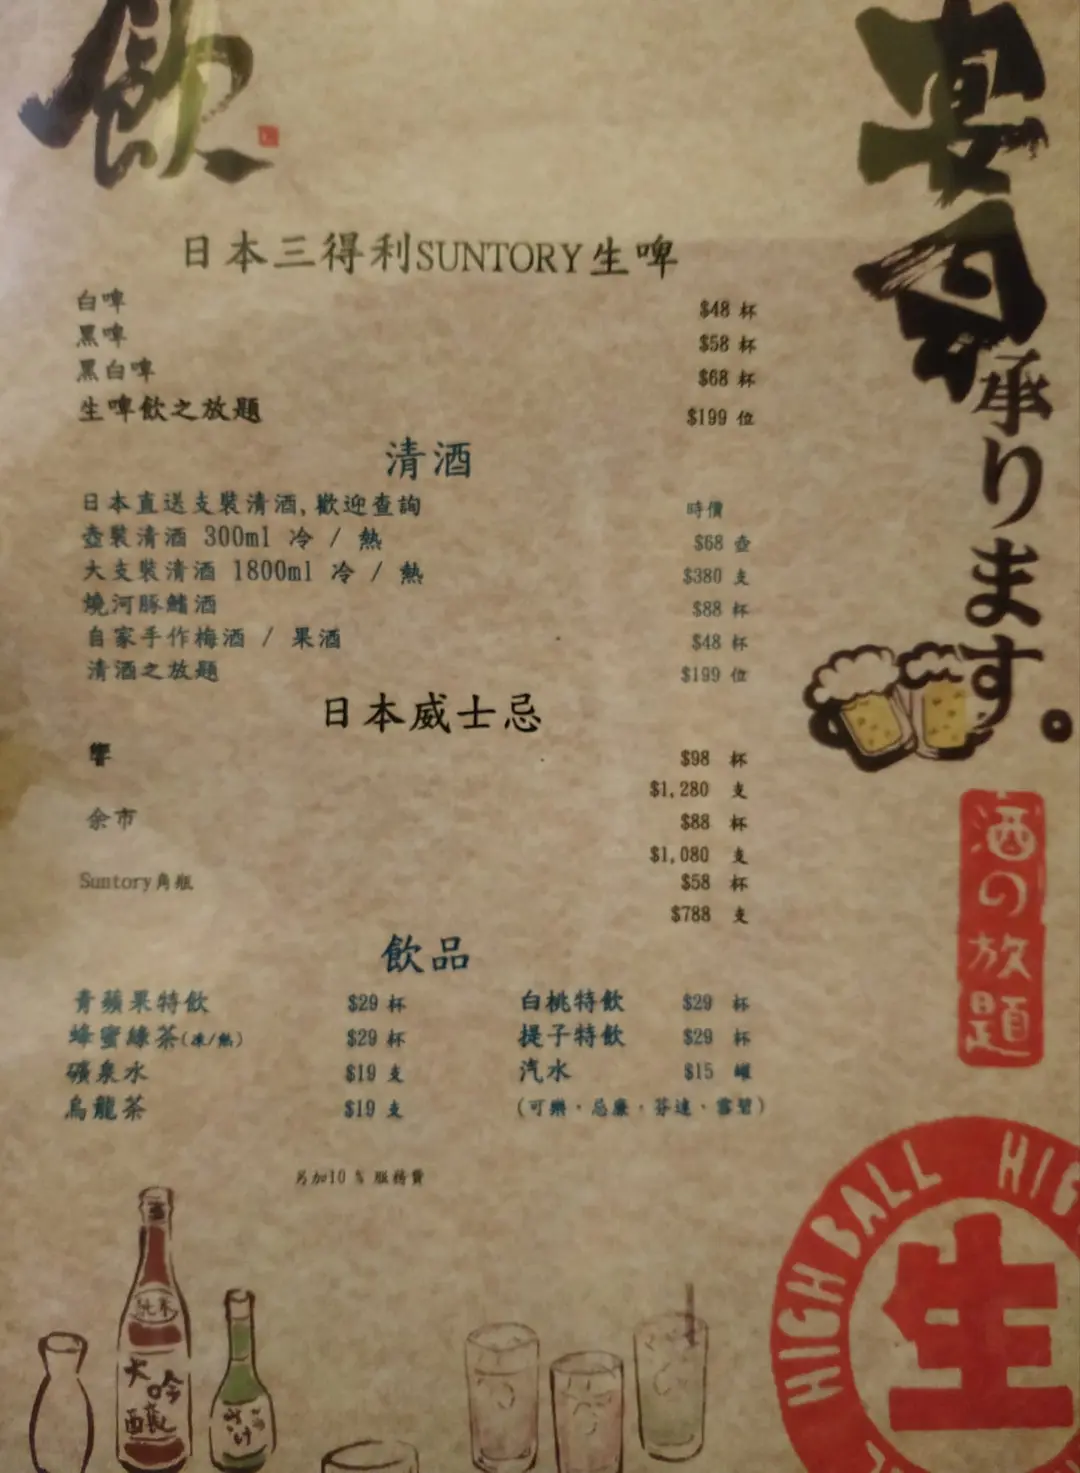 飲
宴會
承ります。
日本三得利SUNTORY生啤
白啤 $48 杯
黑啤 $58 杯
黑白啤 $68 杯
生啤飲之放題 $199 位
清酒
日本直送支裝清酒,歡迎查詢 時價
壺裝清酒 300ml 冷 / 熱 $68 壺
大支裝清酒 1800ml 冷 / 熱 $380 支
燒河豚鰭酒 $88 杯
自家手作梅酒 / 果酒 $48 杯
清酒之放題 $199 位
日本威士忌
響 $98 杯
$1,280 支
余市 $88 杯
$1,080 支
Suntory角瓶 $58 杯
$788 支
飲品
青蘋果特飲 $29 杯 白桃特飲 $29 杯
蜂蜜綠茶(凍/熱) $29 杯 提子特飲 $29 杯
礦泉水 $19 支 汽水 $15 罐
烏龍茶 $19 支 (可樂、忌廉、芬達、雪碧)
另加10 % 服務費
酒の放題
HIGH BALL HIG
生
純米
大吟釀